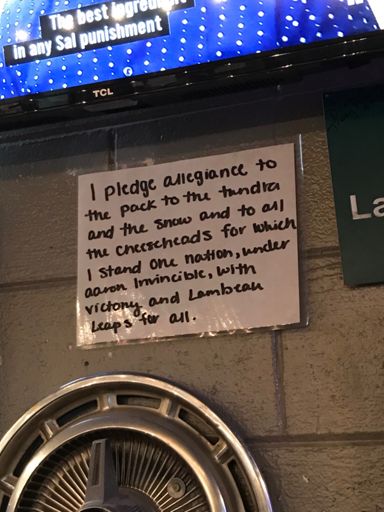 The best ingredient
in any Sal punishment
TCL
I pledge allegiance to
the pack to the tundra
and the snow and to all
the cheeseheads for which
I stand one nation, under
aaron Invincible, with
victory and Lambeau
Leaps for all.
La